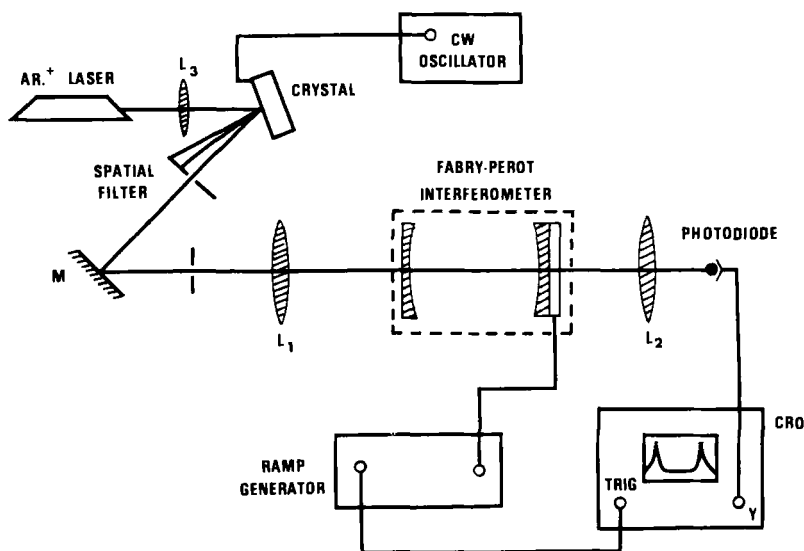 CW
OSCILLATOR
AR.+ LASER
L3
CRYSTAL
SPATIAL
FILTER
FABRY-PEROT
INTERFEROMETER
PHOTODIODE
M
L1
L2
CRO
RAMP
GENERATOR
TRIG
Y